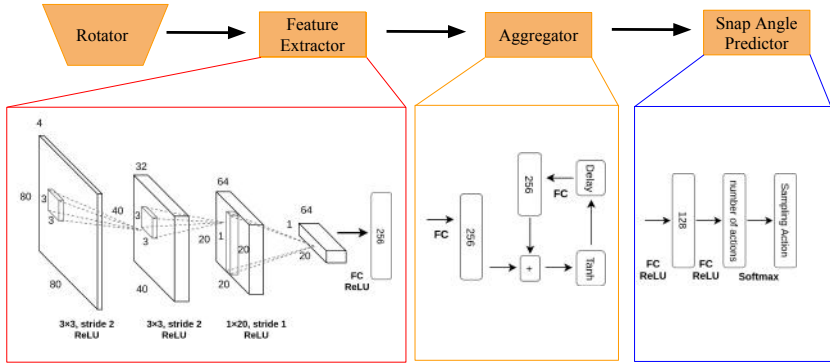 Rotator
Feature
Extractor
Aggregator
Snap Angle
Predictor
4
80
3
3
80
32
40
3
3
40
64
20
1
20
20
64
1
20
256
FC
ReLU
3×3, stride 2
ReLU
3×3, stride 2
ReLU
1×20, stride 1
ReLU
FC
256
256
FC
Delay
+
Tanh
FC
ReLU
128
FC
ReLU
number of actions
Softmax
Sampling Action